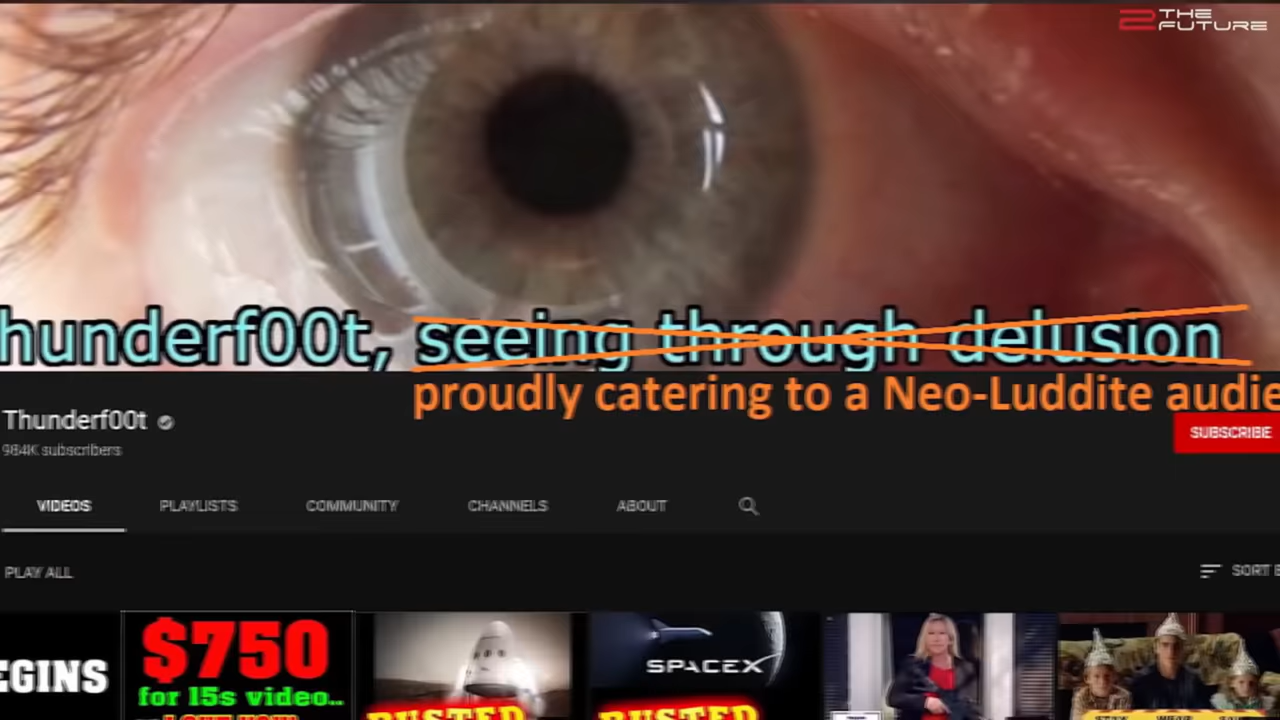 2 THE
FUTURE
hunderf00t, seeing through delusion
proudly catering to a Neo-Luddite audie
Thunderf00t
984K subscribers
SUBSCRIBE
VIDEOS PLAYLISTS COMMUNITY CHANNELS ABOUT
PLAY ALL SORT B
EGINS
$750
for 15s video..
SPACEX
BUSTED
BUSTED